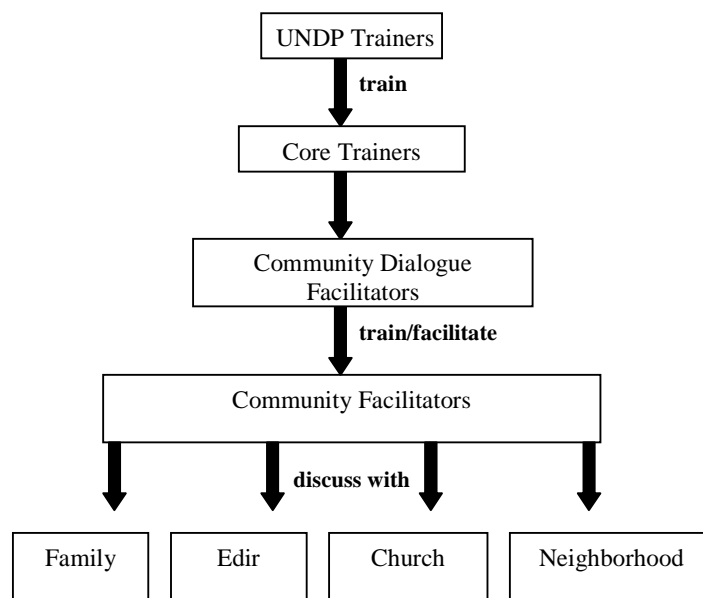 UNDP Trainers
train
Core Trainers
Community Dialogue
Facilitators
train/facilitate
Community Facilitators
discuss with
Family
Edir
Church
Neighborhood